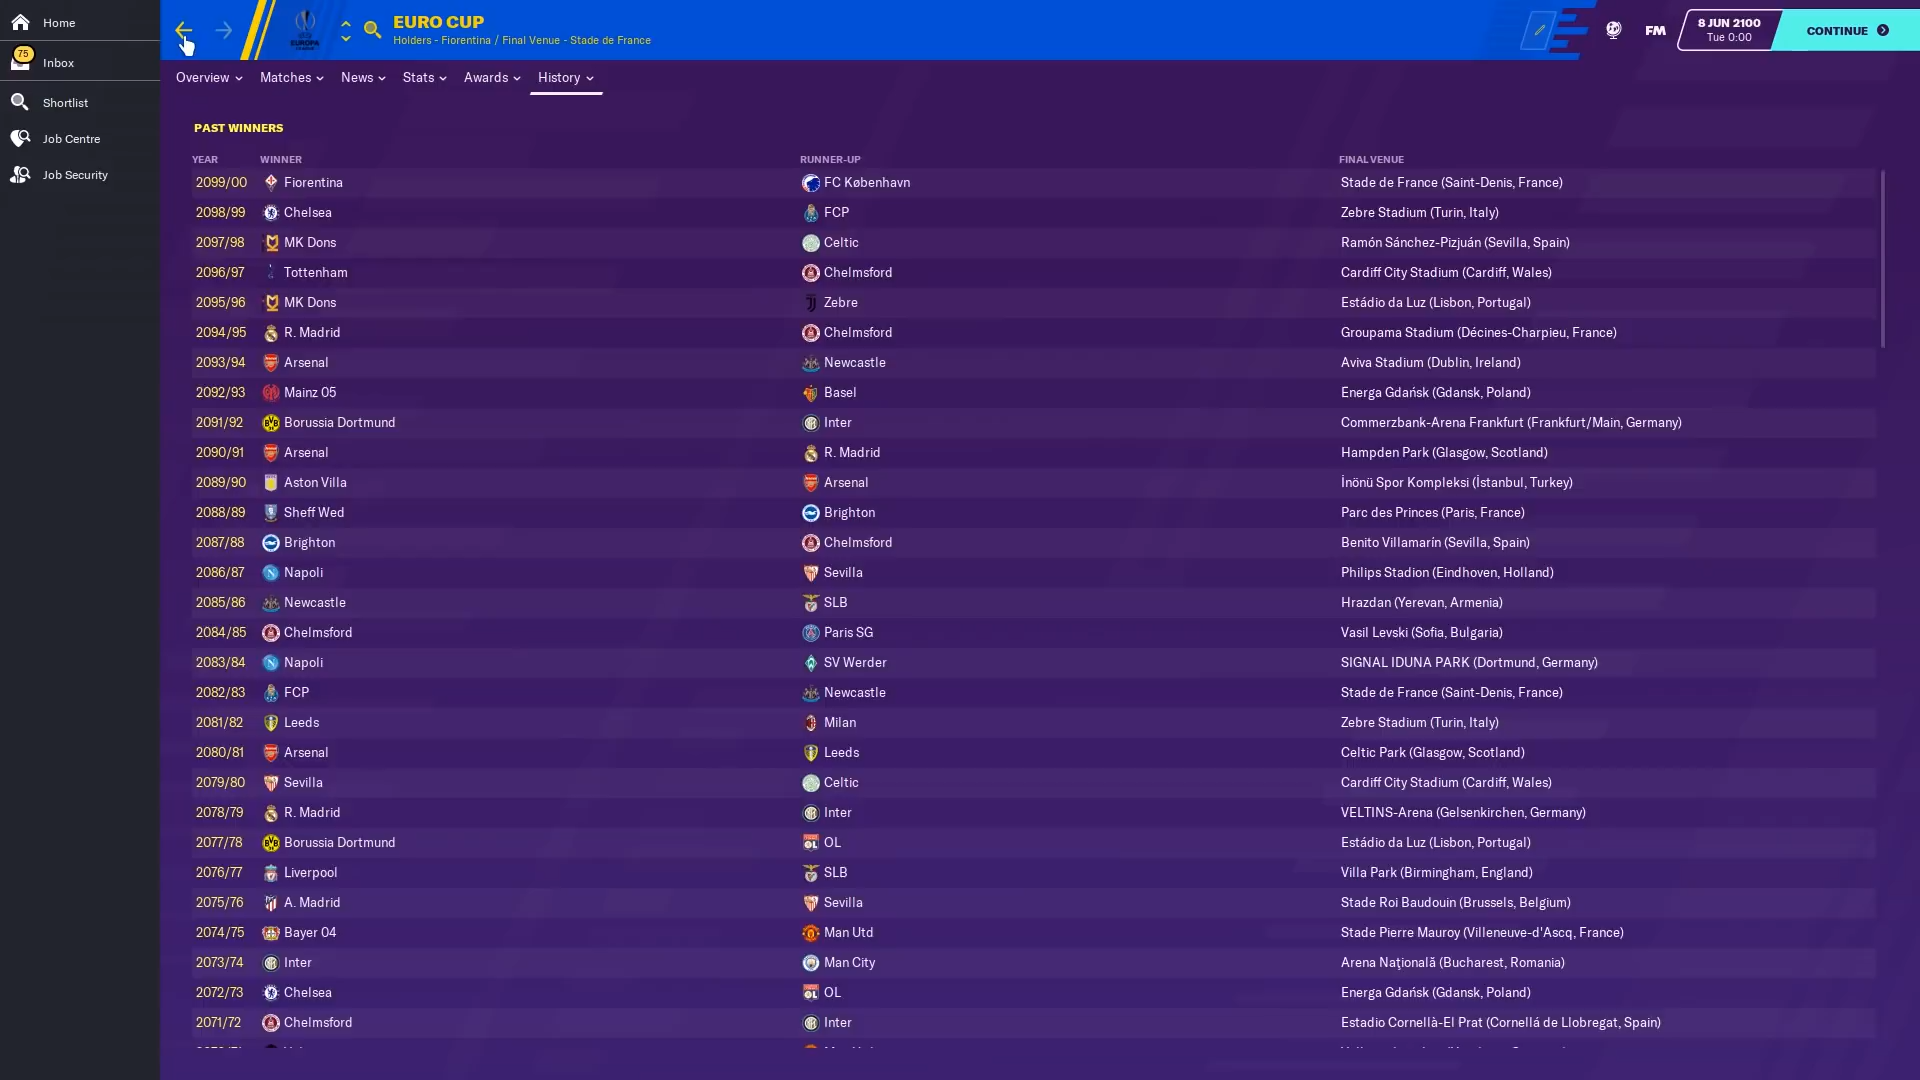 Home
75
Inbox
Shortlist
Job Centre
Job Security
EUROPA
EURO CUP
Holders - Fiorentina / Final Venue - Stade de France
FM
8 JUN 2100
Tue 0:00
CONTINUE
Overview Matches News Stats Awards History
PAST WINNERS
YEAR WINNER RUNNER-UP FINAL VENUE
2099/00 Fiorentina FC København Stade de France (Saint-Denis, France)
2098/99 Chelsea FCP Zebre Stadium (Turin, Italy)
2097/98 MK Dons Celtic Ramón Sánchez-Pizjuán (Sevilla, Spain)
2096/97 Tottenham Chelmsford Cardiff City Stadium (Cardiff, Wales)
2095/96 MK Dons Zebre Estádio da Luz (Lisbon, Portugal)
2094/95 R. Madrid Chelmsford Groupama Stadium (Décines-Charpieu, France)
2093/94 Arsenal Newcastle Aviva Stadium (Dublin, Ireland)
2092/93 Mainz 05 Basel Energa Gdańsk (Gdansk, Poland)
2091/92 Borussia Dortmund Inter Commerzbank-Arena Frankfurt (Frankfurt/Main, Germany)
2090/91 Arsenal R. Madrid Hampden Park (Glasgow, Scotland)
2089/90 Aston Villa Arsenal İnönü Spor Kompleksi (İstanbul, Turkey)
2088/89 Sheff Wed Brighton Parc des Princes (Paris, France)
2087/88 Brighton Chelmsford Benito Villamarín (Sevilla, Spain)
2086/87 Napoli Sevilla Philips Stadion (Eindhoven, Holland)
2085/86 Newcastle SLB Hrazdan (Yerevan, Armenia)
2084/85 Chelmsford Paris SG Vasil Levski (Sofia, Bulgaria)
2083/84 Napoli SV Werder SIGNAL IDUNA PARK (Dortmund, Germany)
2082/83 FCP Newcastle Stade de France (Saint-Denis, France)
2081/82 Leeds Milan Zebre Stadium (Turin, Italy)
2080/81 Arsenal Leeds Celtic Park (Glasgow, Scotland)
2079/80 Sevilla Celtic Cardiff City Stadium (Cardiff, Wales)
2078/79 R. Madrid Inter VELTINS-Arena (Gelsenkirchen, Germany)
2077/78 Borussia Dortmund OL Estádio da Luz (Lisbon, Portugal)
2076/77 Liverpool SLB Villa Park (Birmingham, England)
2075/76 A. Madrid Sevilla Stade Roi Baudouin (Brussels, Belgium)
2074/75 Bayer 04 Man Utd Stade Pierre Mauroy (Villeneuve-d'Ascq, France)
2073/74 Inter Man City Arena Naţională (Bucharest, Romania)
2072/73 Chelsea OL Energa Gdańsk (Gdansk, Poland)
2071/72 Chelmsford Inter Estadio Cornellà-El Prat (Cornellá de Llobregat, Spain)